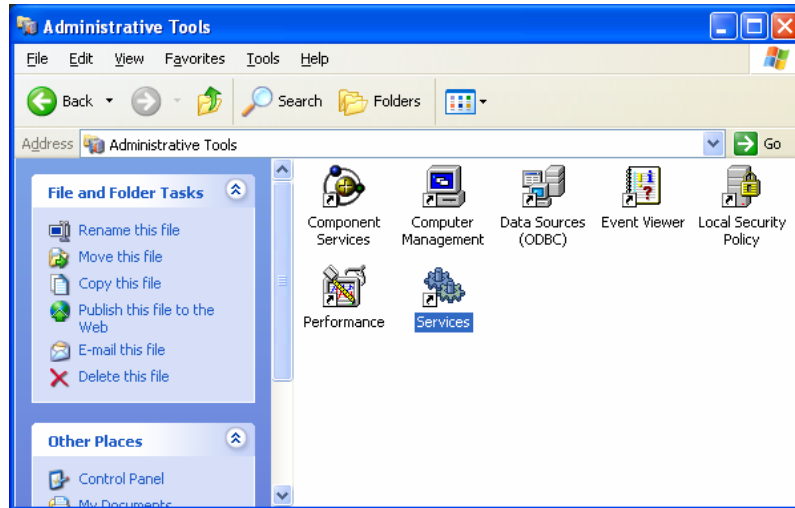 Administrative Tools
File Edit View Favorites Tools Help
Back Search Folders
Address Administrative Tools Go
File and Folder Tasks
Rename this file
Move this file
Copy this file
Publish this file to the
Web
E-mail this file
Delete this file
Other Places
Control Panel
My Documents
Component
Services
Computer
Management
Data Sources
(ODBC)
Event Viewer
Local Security
Policy
Performance
Services